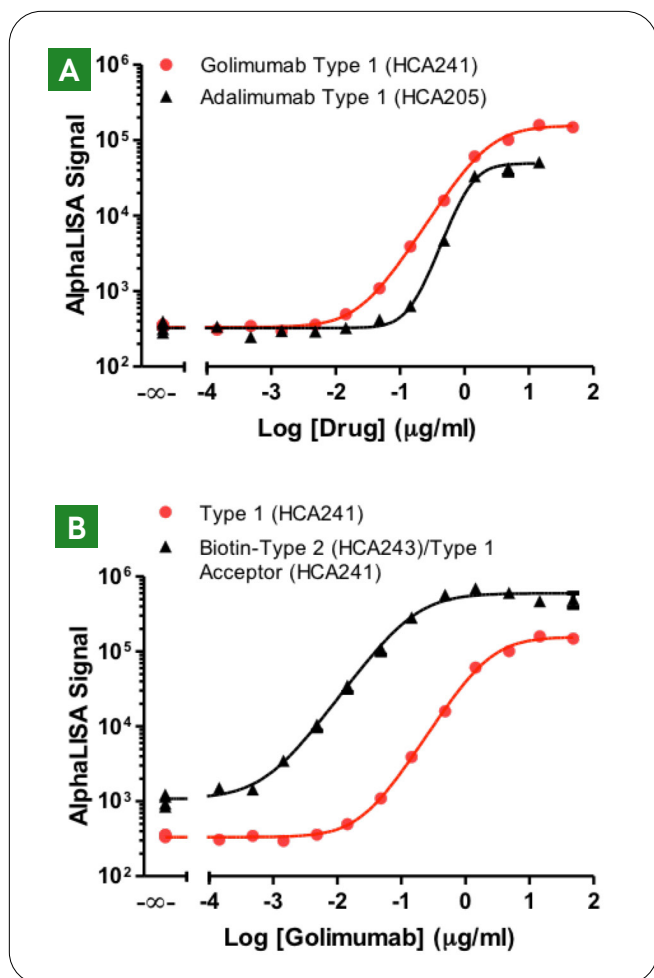 A
Golimumab Type 1 (HCA241)
Adalimumab Type 1 (HCA205)
AlphaLISA Signal
10⁶
10⁵
10⁴
10³
10²
-∞-
-4
-3
-2
-1
0
1
2
Log [Drug] (μg/ml)
B
Type 1 (HCA241)
Biotin-Type 2 (HCA243)/Type 1
Acceptor (HCA241)
AlphaLISA Signal
10⁶
10⁵
10⁴
10³
10²
-∞-
-4
-3
-2
-1
0
1
2
Log [Golimumab] (μg/ml)